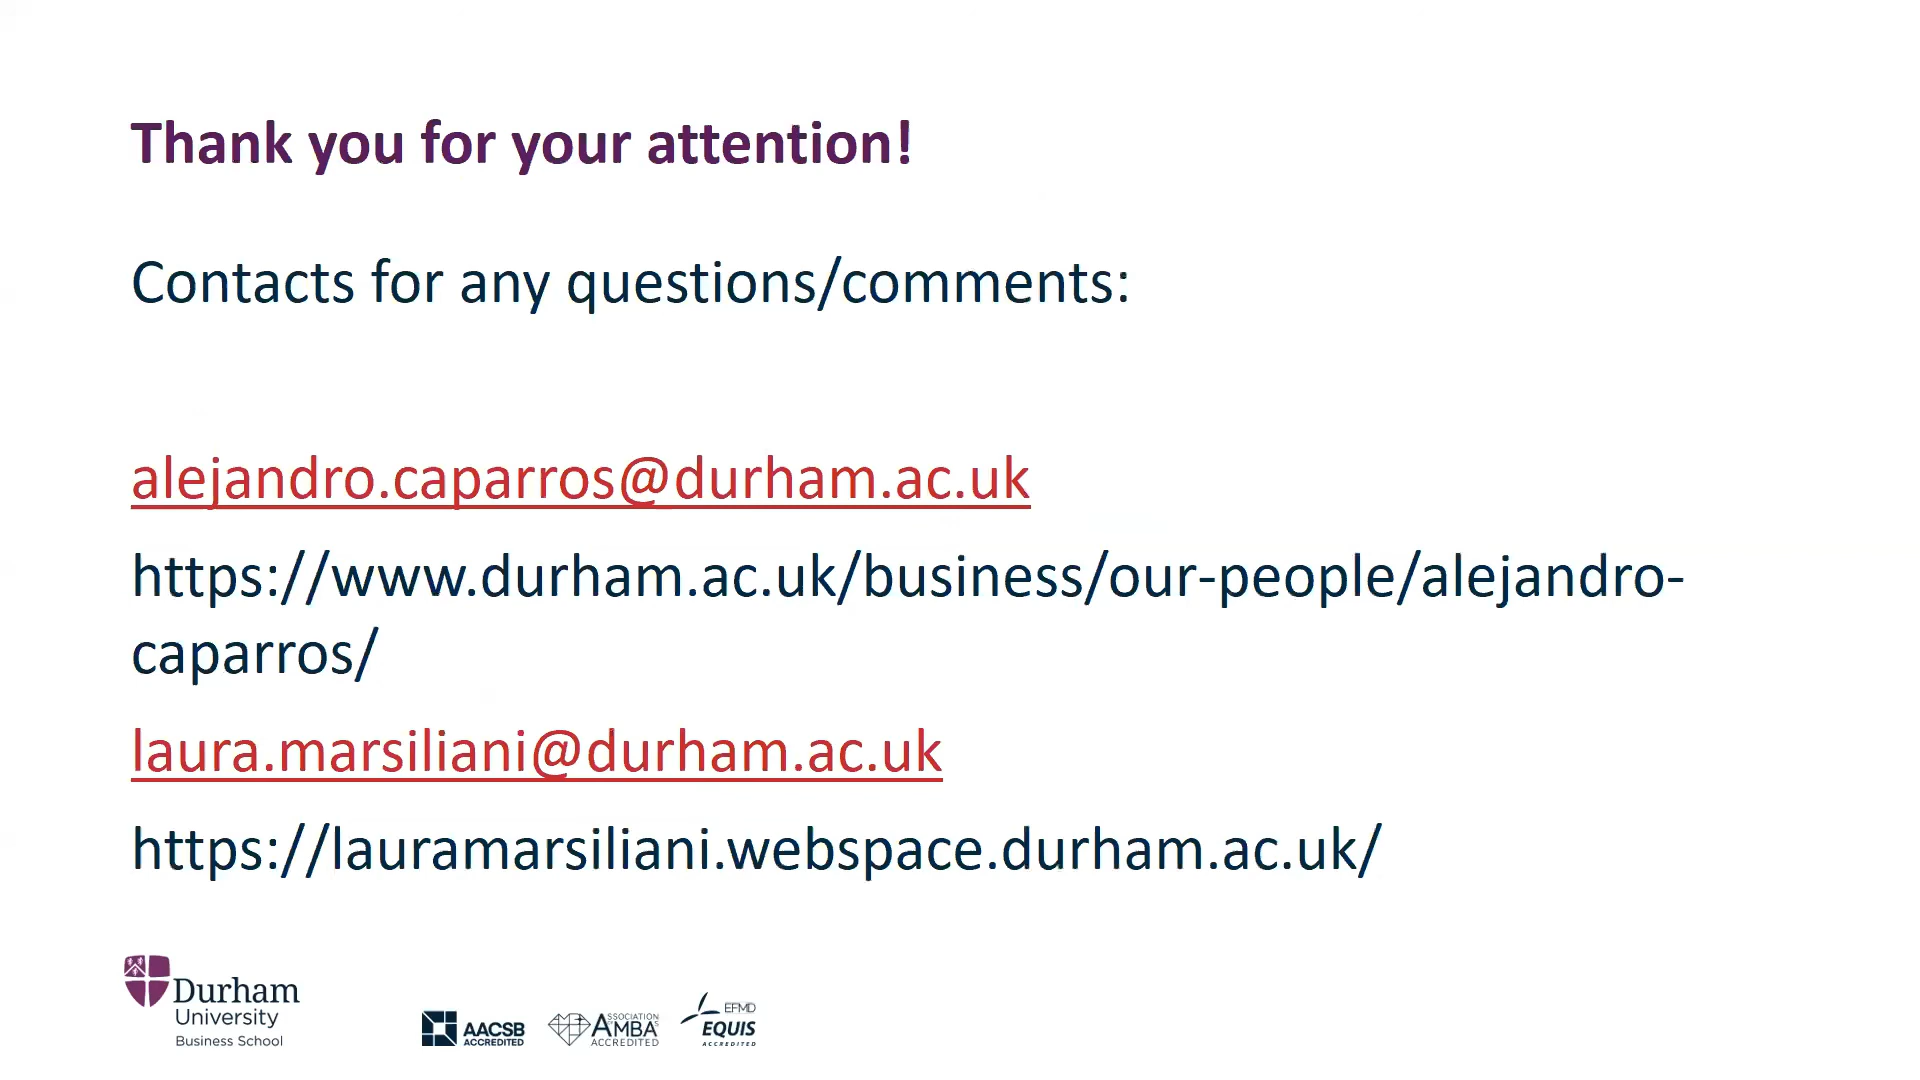 Thank you for your attention!
Contacts for any questions/comments:
alejandro.caparros@durham.ac.uk
https://www.durham.ac.uk/business/our-people/alejandro-
caparros/
laura.marsiliani@durham.ac.uk
https://lauramarsiliani.webspace.durham.ac.uk/
Durham
University
Business School
AACSB
ACCREDITED
ASSOCIATION
OF
AMBA's
ACCREDITED
EFMD
EQUIS
ACCREDITED